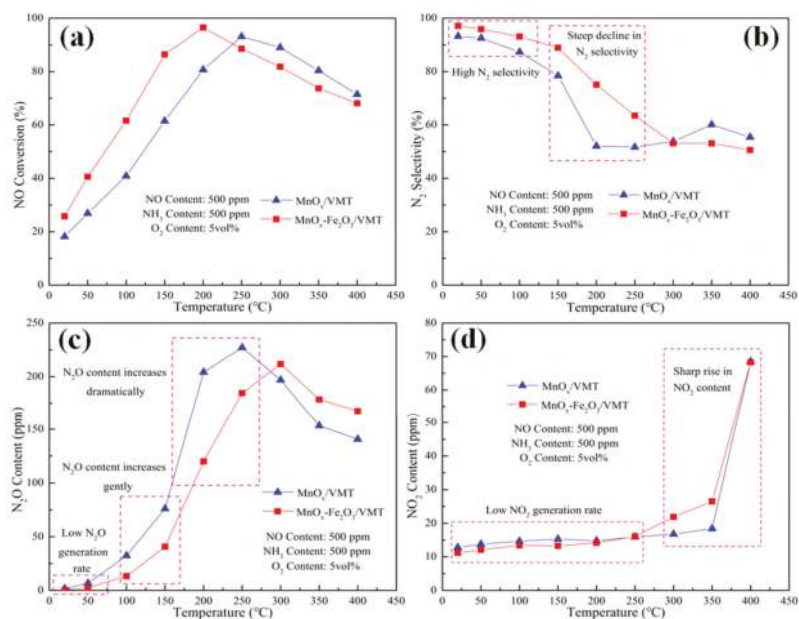 (a)
NO Conversion (%)
100
80
60
40
20
0
NO Content: 500 ppm
NH₃ Content: 500 ppm
O₂ Content: 5vol%
MnOₓ/VMT
MnOₓ-Fe₂O₃/VMT
0 50 100 150 200 250 300 350 400 450
Temperature (°C)
(b)
N₂ Selectivity (%)
100
80
60
40
20
0
High N₂ selectivity
Steep decline in
N₂ selectivity
NO Content: 500 ppm
NH₃ Content: 500 ppm
O₂ Content: 5vol%
MnOₓ/VMT
MnOₓ-Fe₂O₃/VMT
0 50 100 150 200 250 300 350 400 450
Temperature (°C)
(c)
N₂O Content (ppm)
250
200
150
100
50
0
N₂O content increases
dramatically
N₂O content increases
gently
Low N₂O
generation
rate
MnOₓ/VMT
MnOₓ-Fe₂O₃/VMT
NO Content: 500 ppm
NH₃ Content: 500 ppm
O₂ Content: 5vol%
0 50 100 150 200 250 300 350 400 450
Temperature (°C)
(d)
NO₂ Content (ppm)
80
70
60
50
40
30
20
10
0
MnOₓ/VMT
MnOₓ-Fe₂O₃/VMT
NO Content: 500 ppm
NH₃ Content: 500 ppm
O₂ Content: 5vol%
Sharp rise in
NO₂ content
Low NO₂ generation rate
0 50 100 150 200 250 300 350 400 450
Temperature (°C)